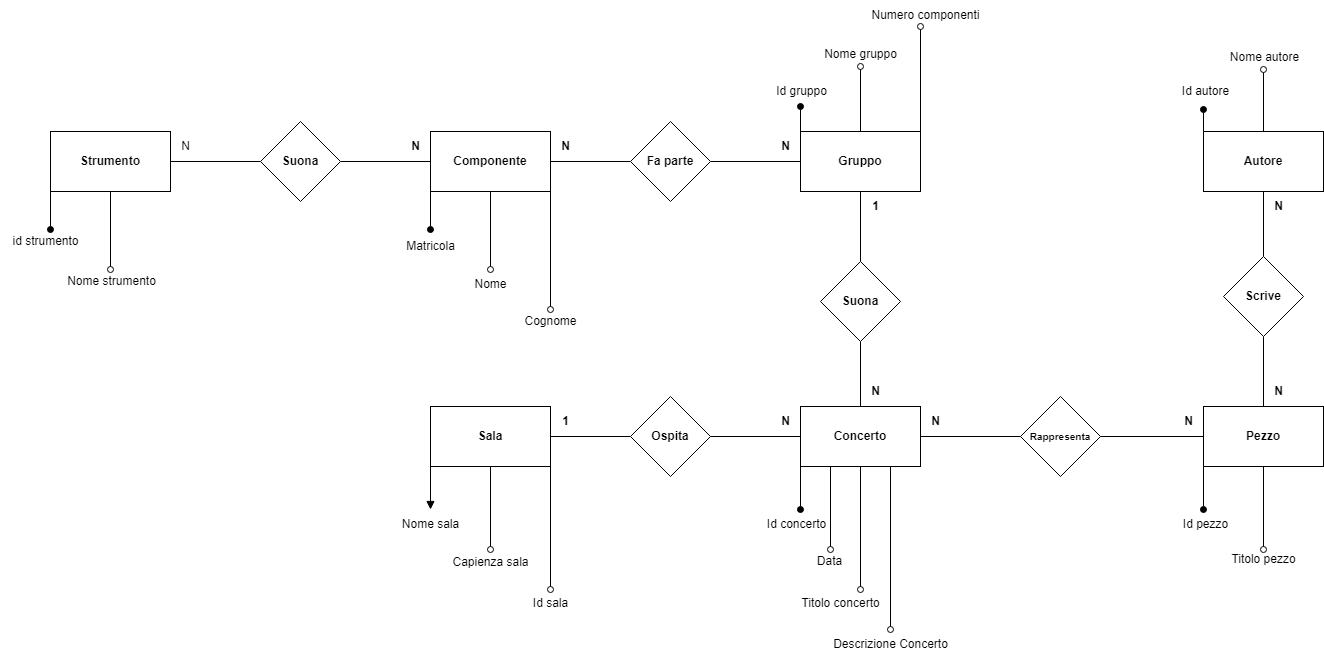 Numero componenti
Nome gruppo
Nome autore
Id gruppo
Id autore
Strumento
N
Suona
N
Componente
N
Fa parte
N
Gruppo
Autore
1
N
id strumento
Matricola
Nome strumento
Nome
Cognome
Suona
Scrive
N
N
Sala
1
Ospita
N
Concerto
N
Rappresenta
N
Pezzo
Nome sala
Id concerto
Id pezzo
Capienza sala
Data
Titolo pezzo
Id sala
Titolo concerto
Descrizione Concerto